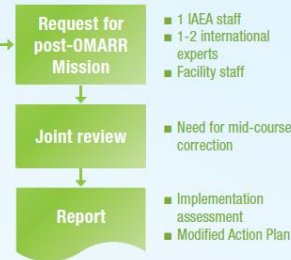 Request for
post-OMARR
Mission
■ 1 IAEA staff
■ 1-2 international
experts
■ Facility staff
Joint review
■ Need for mid-course
correction
Report
■ Implementation
assessment
■ Modified Action Plan